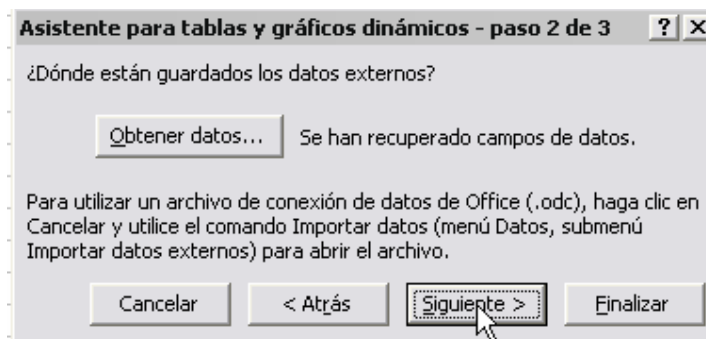 Asistente para tablas y gráficos dinámicos - paso 2 de 3
¿Dónde están guardados los datos externos?
Obtener datos... Se han recuperado campos de datos.
Para utilizar un archivo de conexión de datos de Office (.odc), haga clic en
Cancelar y utilice el comando Importar datos (menú Datos, submenú
Importar datos externos) para abrir el archivo.
Cancelar < Atrás Siguiente > Finalizar